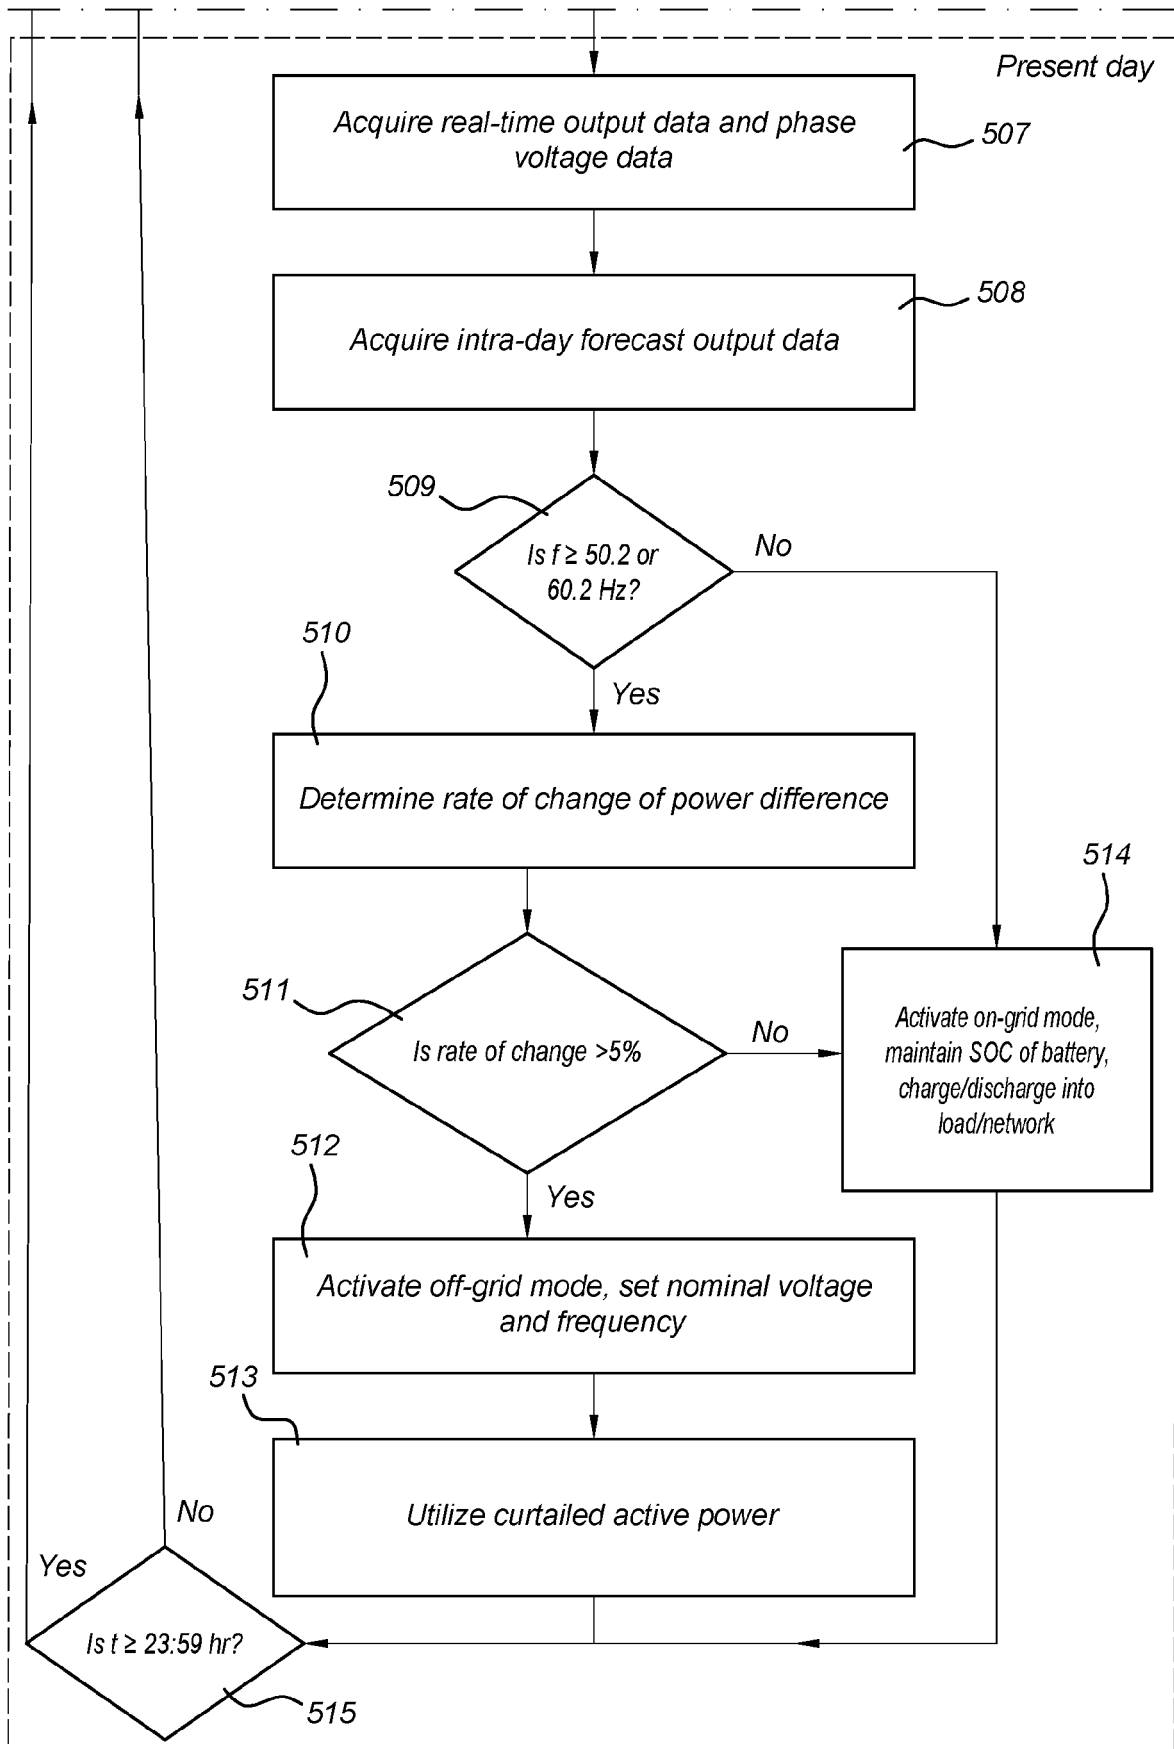 Present day
Acquire real-time output data and phase
voltage data
507
Acquire intra-day forecast output data
508
509
Is f ≥ 50.2 or
60.2 Hz?
No
Yes
510
Determine rate of change of power difference
511
Is rate of change >5%
No
Yes
514
Activate on-grid mode,
maintain SOC of battery,
charge/discharge into
load/network
512
Activate off-grid mode, set nominal voltage
and frequency
513
Utilize curtailed active power
No
Yes
Is t ≥ 23:59 hr?
515